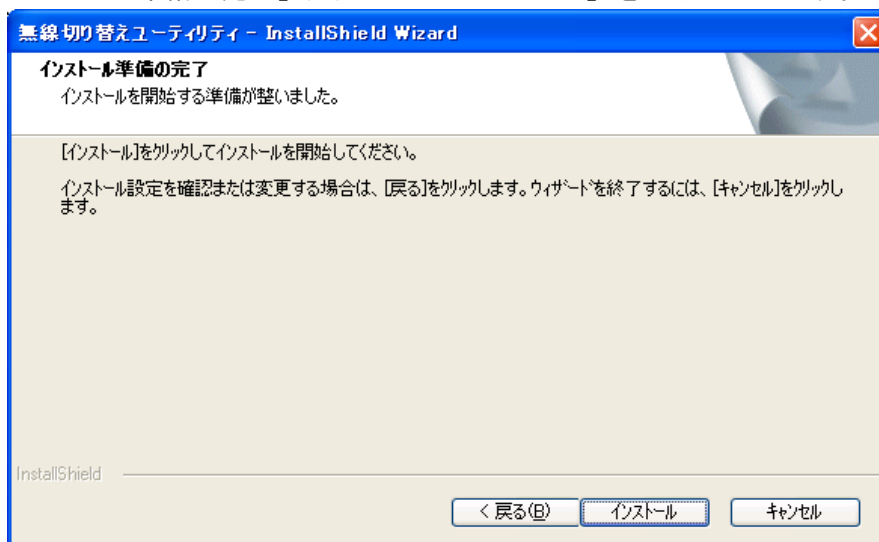 無線切り替えユーティリティ - InstallShield Wizard
インストール準備の完了
インストールを開始する準備が整いました。
[インストール]をクリックしてインストールを開始してください。
インストール設定を確認または変更する場合は、[戻る]をクリックします。ウィザードを終了するには、[キャンセル]をクリックし
ます。
InstallShield
< 戻る(B)
インストール
キャンセル